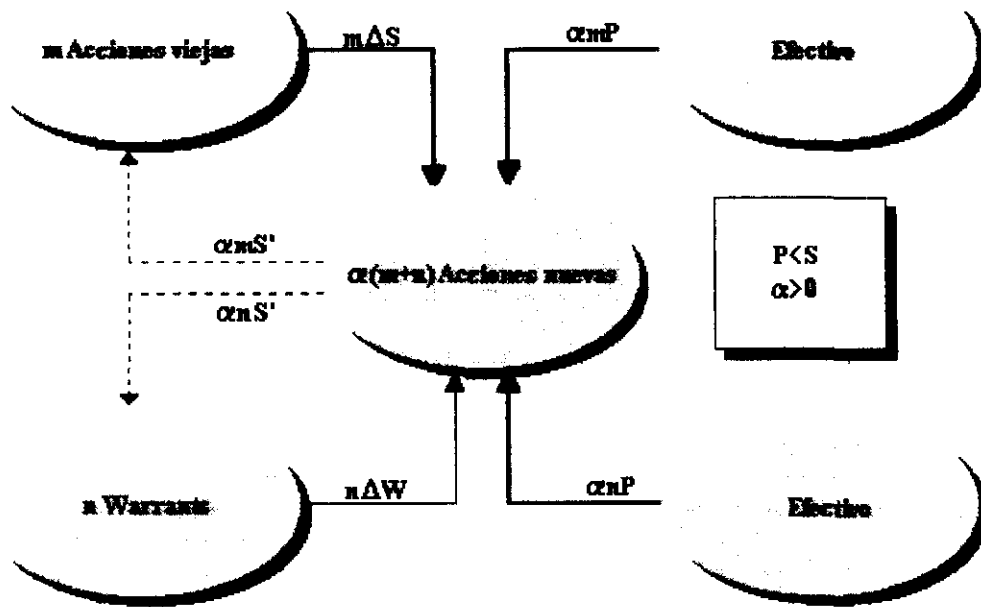 m Acciones viejas
mΔS
αmP
Efectivo
αmS'
α(m+n) Acciones nuevas
αnS'
P<S
α>0
n Warrants
nΔW
αnP
Efectivo